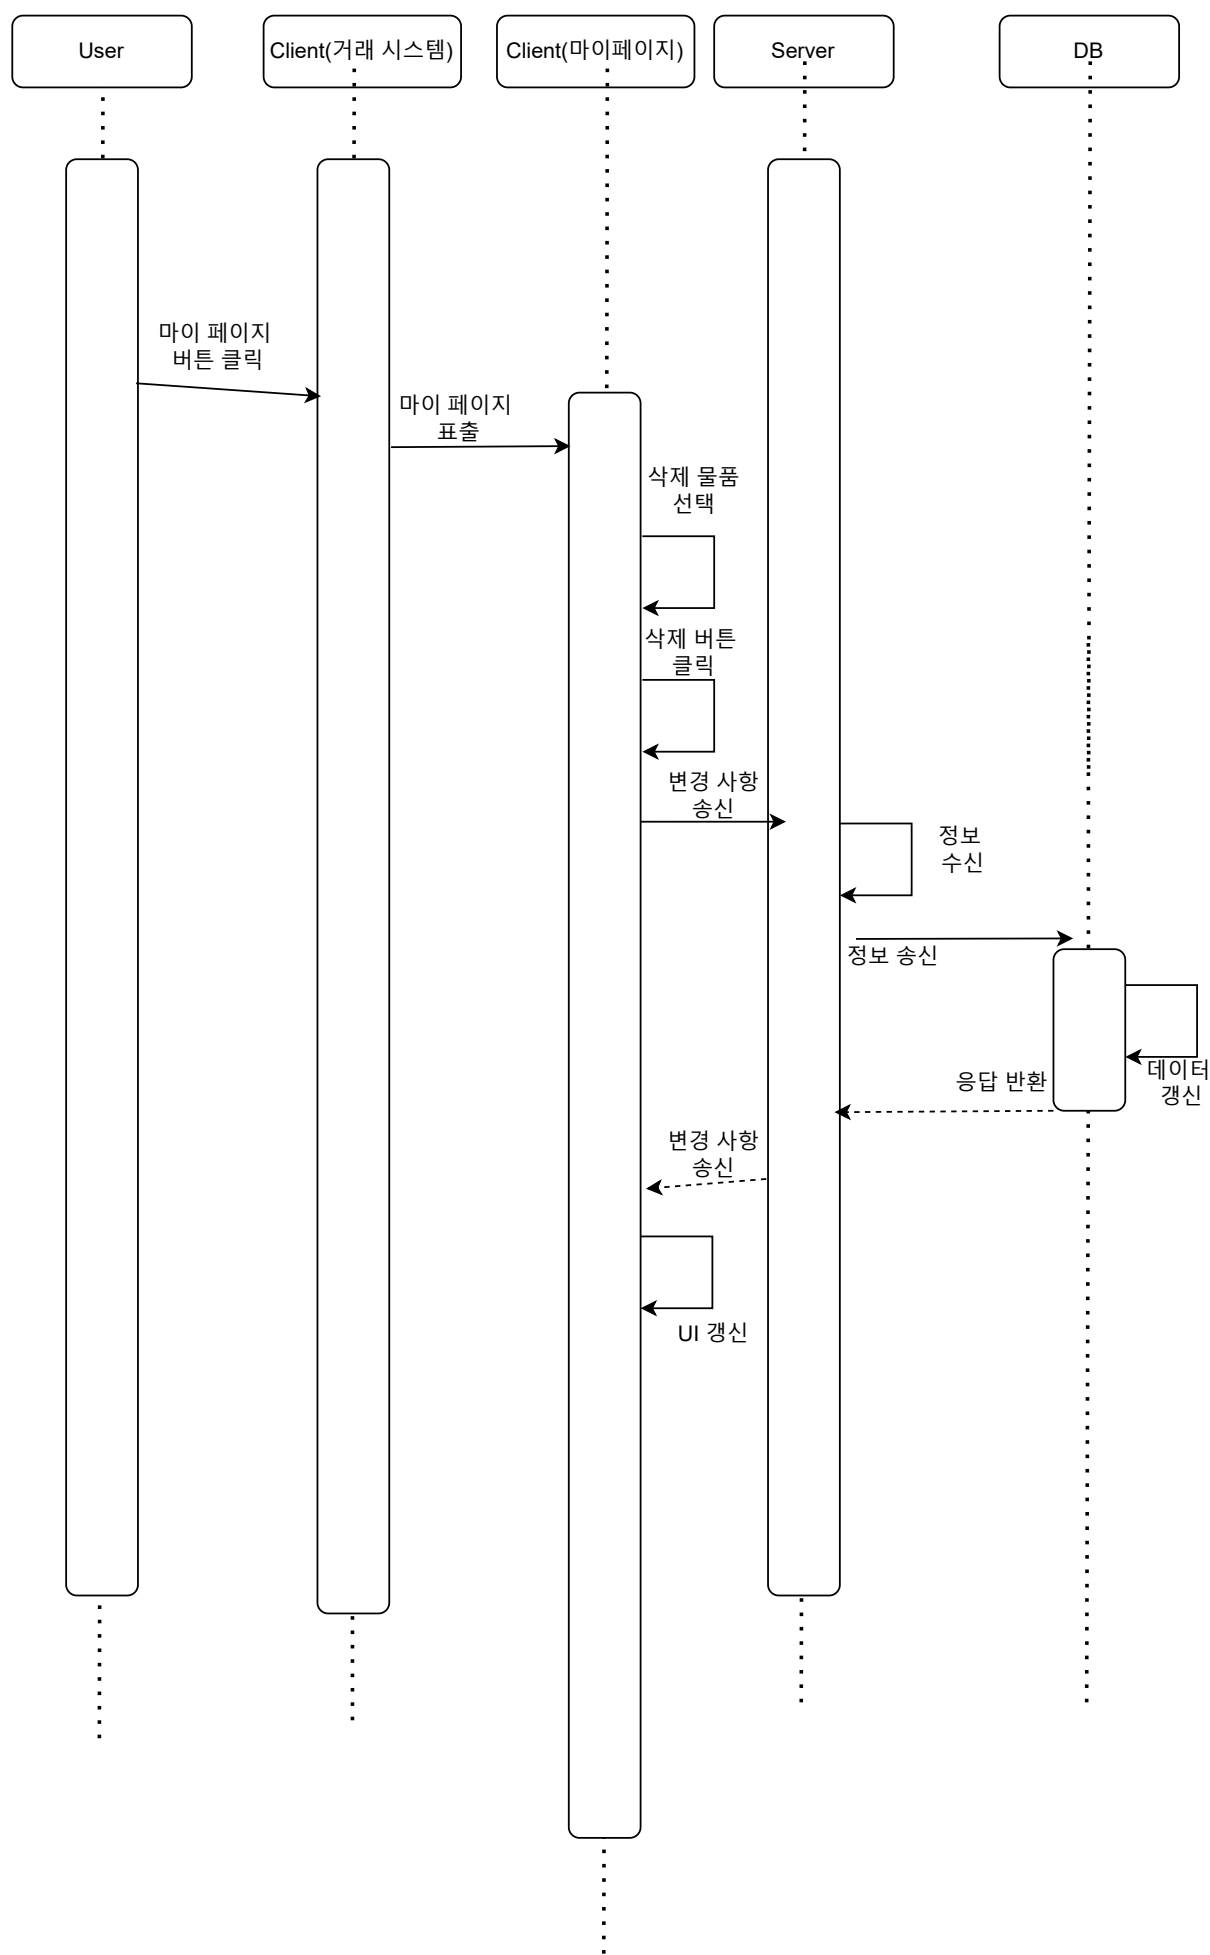 User
Client(거래 시스템)
Client(마이페이지)
Server
DB
마이 페이지
버튼 클릭
마이 페이지
표출
삭제 물품
선택
삭제 버튼
클릭
변경 사항
송신
정보
수신
정보 송신
데이터
갱신
응답 반환
변경 사항
송신
UI 갱신